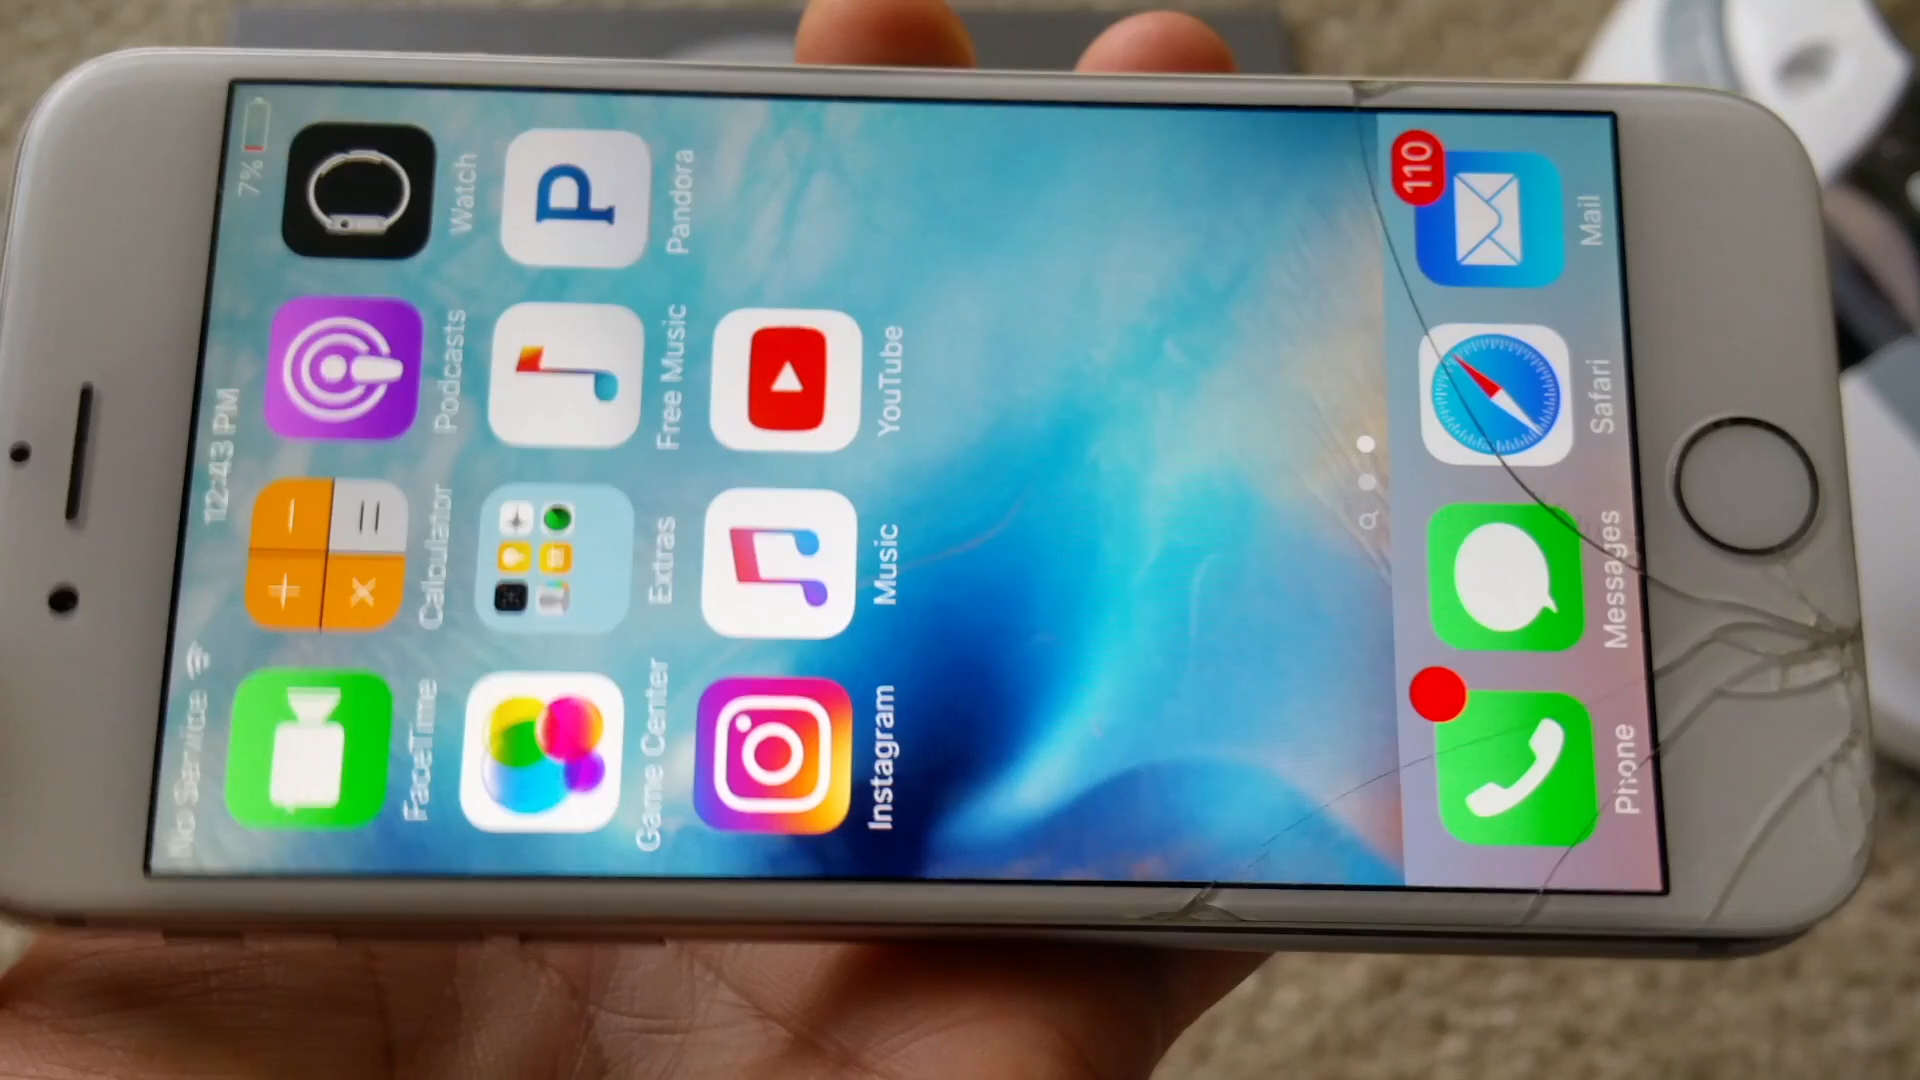 No Service 12:43 PM 7%
FaceTime Calculator Podcasts Watch
Game Center Extras Free Music Pandora
Instagram Music YouTube
110
Phone Messages Safari Mail